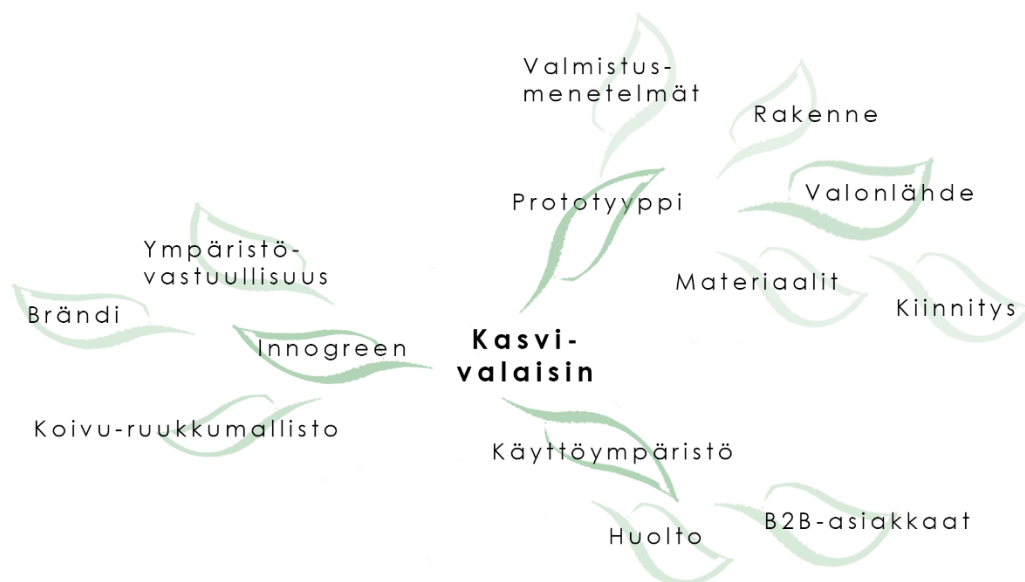 Valmistus-
menetelmät
Rakenne
Prototyyppi
Valonlähde
Materiaalit
Kiinnitys
Ympäristö-
vastuullisuus
Brändi
Innogreen
Koivu-ruukkumallisto
Kasvi-
valaisin
Käyttöympäristö
Huolto
B2B-asiakkaat